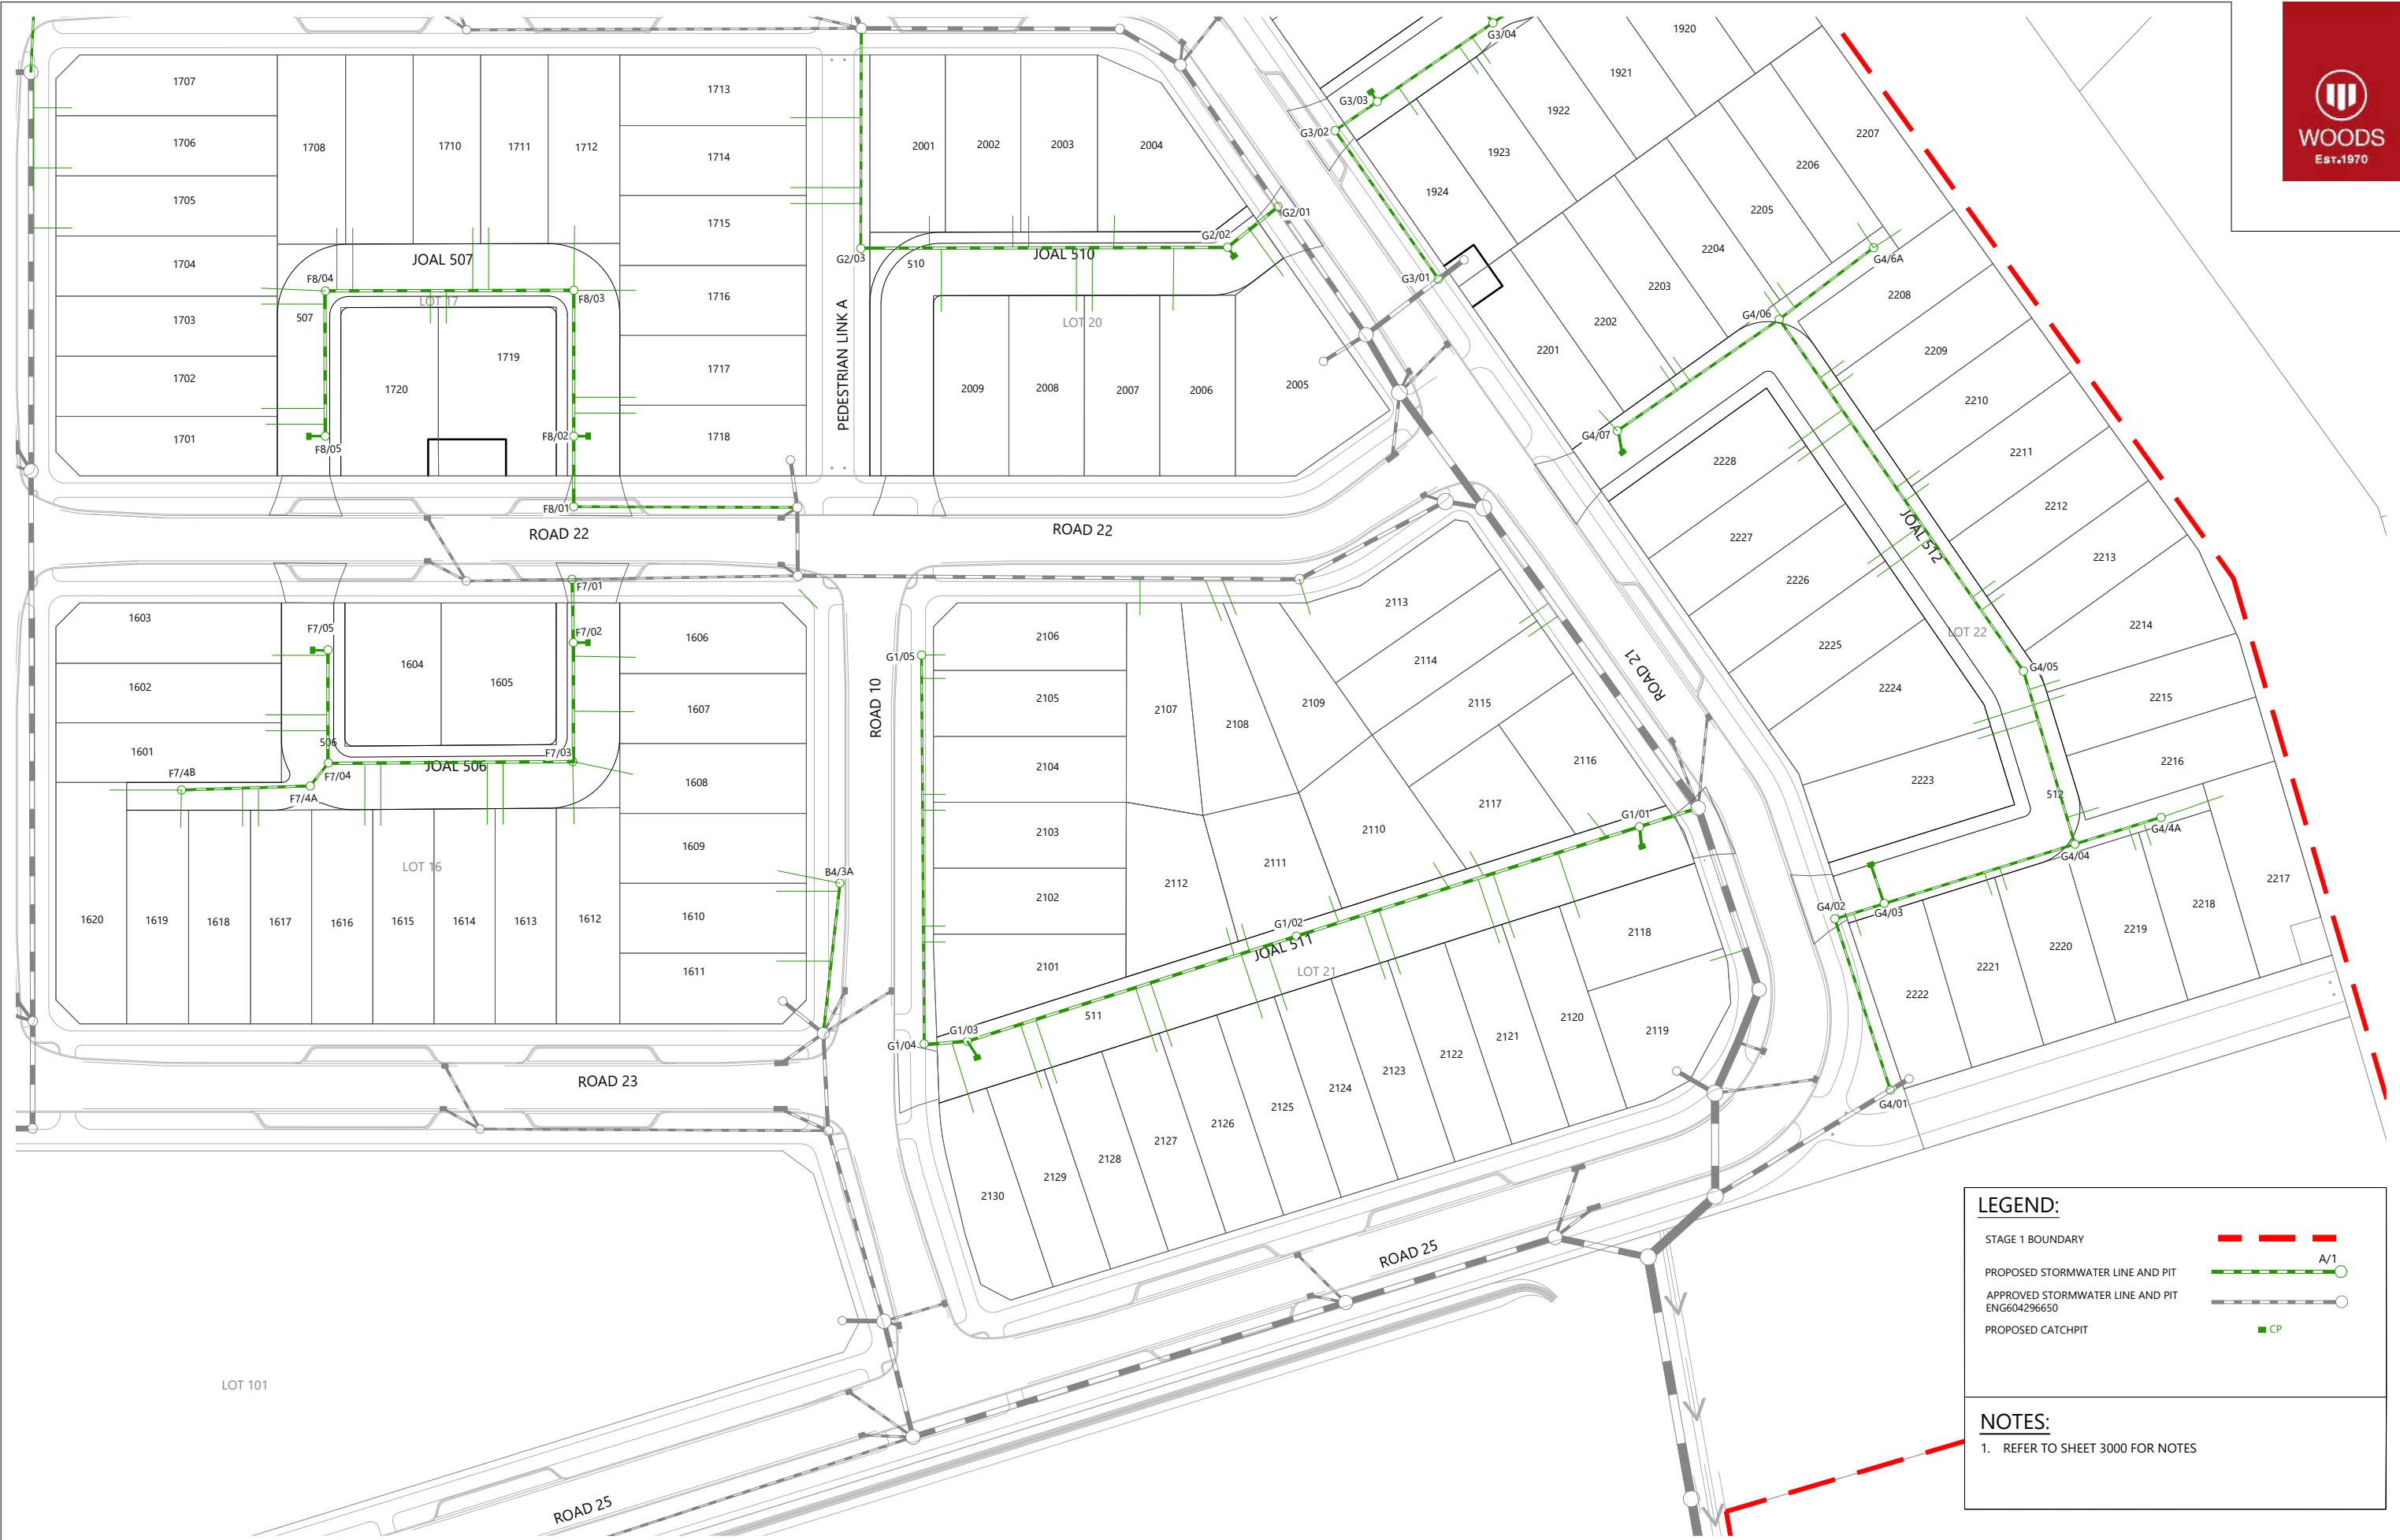 WOODS
EST.1970
1707
1706
1705
1704
1703
1702
1701
1708
1710
1711
1712
1713
1714
1715
1716
1717
1718
JOAL 507
F8/04
F8/03
LOT 17
507
1719
1720
F8/02
F8/05
F8/01
PEDESTRIAN LINK A
2001
2002
2003
2004
G2/01
G2/02
G2/03
510
JOAL 510
LOT 20
2009
2008
2007
2006
2005
ROAD 22
ROAD 22
G3/04
G3/03
G3/02
G3/01
1920
1921
1922
1923
1924
2207
2206
2205
2204
2203
2202
2201
G4/6A
G4/06
G4/07
2208
2209
2210
2211
2212
2213
2214
2215
2216
2217
2218
2219
2220
2221
2222
2228
2227
2226
2225
2224
2223
JOAL 512
LOT 22
G4/05
512
G4/4A
G4/04
G4/03
G4/02
G4/01
F7/01
F7/02
F7/05
1603
1602
1601
1604
1605
1606
1607
1608
1609
1610
1611
506
F7/03
JOAL 506
F7/04
F7/4B
F7/4A
LOT 16
1620
1619
1618
1617
1616
1615
1614
1613
1612
B4/3A
ROAD 10
ROAD 23
G1/05
2106
2105
2104
2103
2102
2101
2107
2108
2109
2113
2114
2115
2116
2117
2110
2111
2112
ROAD 21
G1/01
G1/02
JOAL 511
LOT 21
511
G1/03
G1/04
2118
2119
2120
2121
2122
2123
2124
2125
2126
2127
2128
2129
2130
ROAD 25
ROAD 25
LOT 101
LEGEND:
STAGE 1 BOUNDARY
A/1
PROPOSED STORMWATER LINE AND PIT
APPROVED STORMWATER LINE AND PIT
ENG604296650
PROPOSED CATCHPIT
CP
NOTES:
1. REFER TO SHEET 3000 FOR NOTES